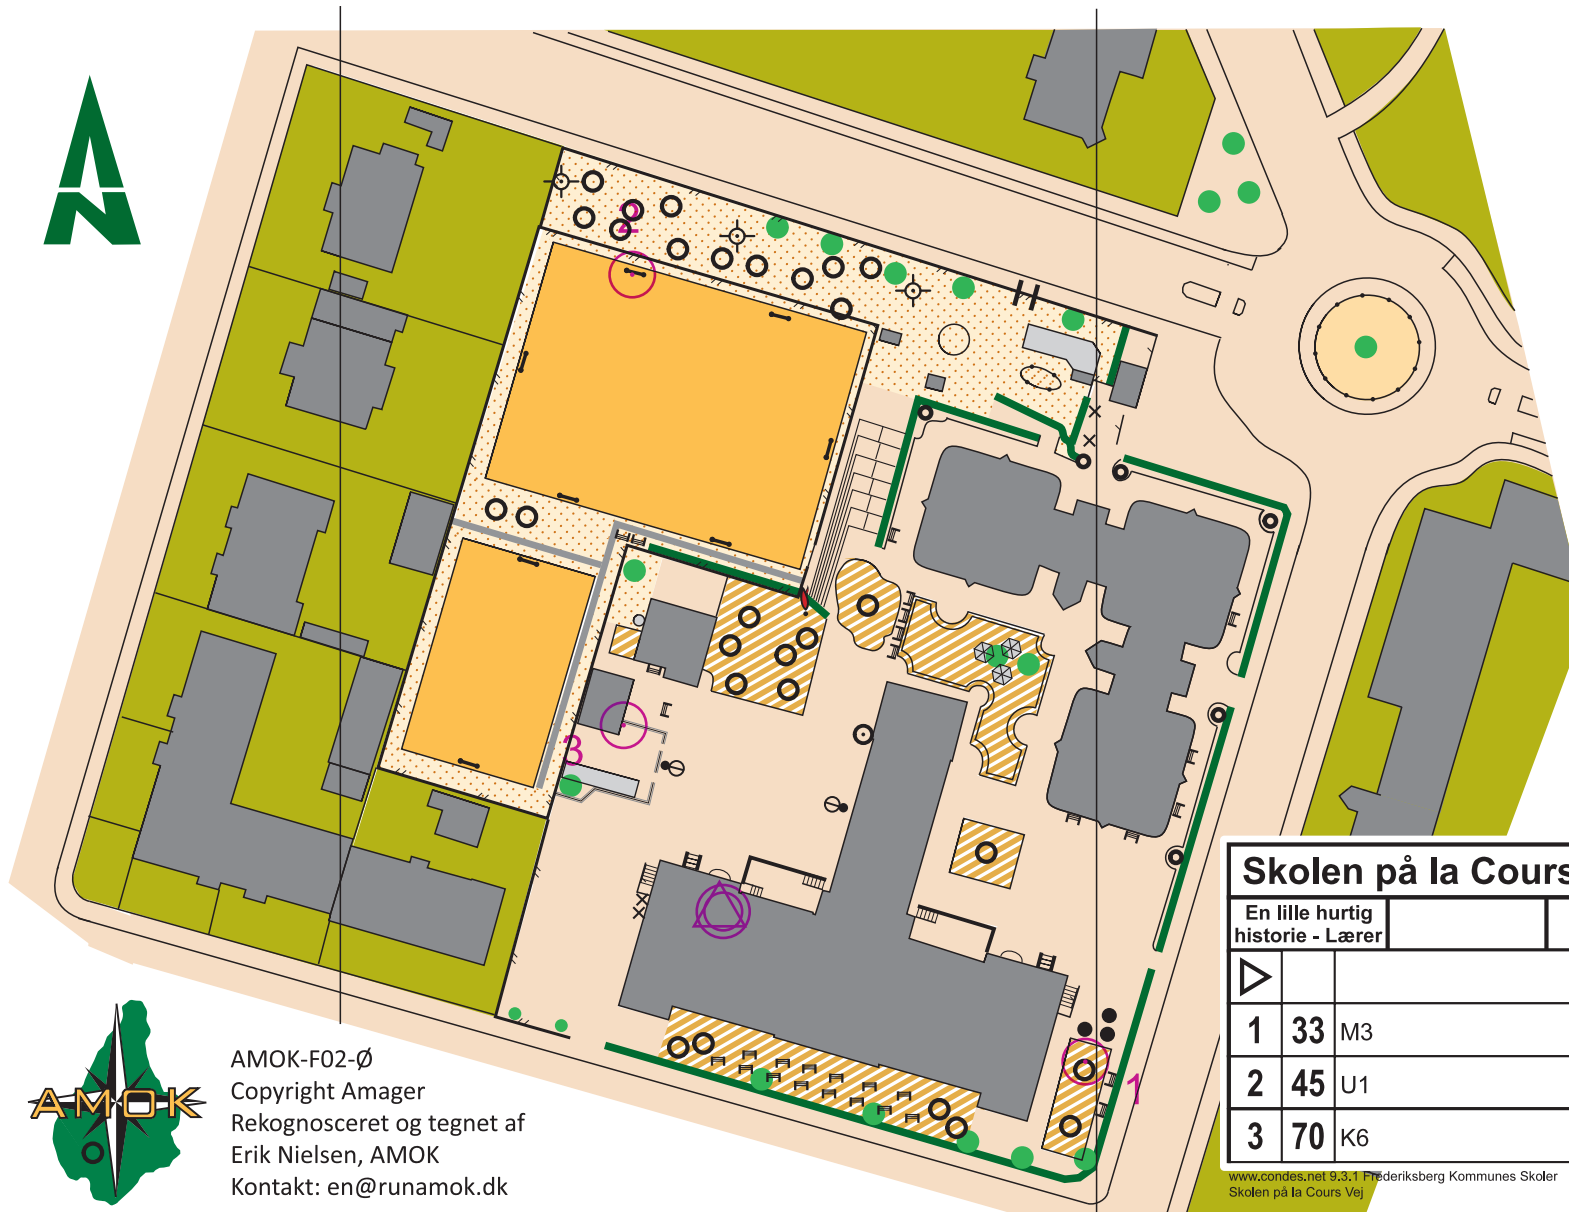 2
3
1
Skolen på la Cours
En lille hurtig
historie - Lærer
1 33 M3
2 45 U1
3 70 K6
www.condes.net 9.3.1 Frederiksberg Kommunes Skoler
Skolen på la Cours Vej
AMOK
AMOK-F02-Ø
Copyright Amager
Rekognosceret og tegnet af
Erik Nielsen, AMOK
Kontakt: en@runamok.dk